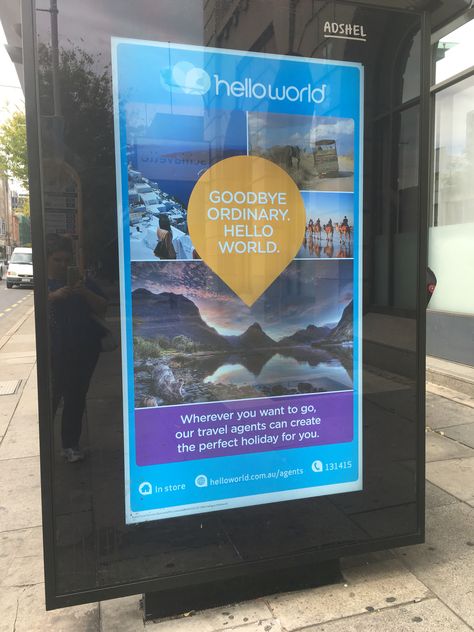 ADSHEL
helloworld
GOODBYE
ORDINARY.
HELLO
WORLD.
Wherever you want to go,
our travel agents can create
the perfect holiday for you.
In store
helloworld.com.au/agents
131415